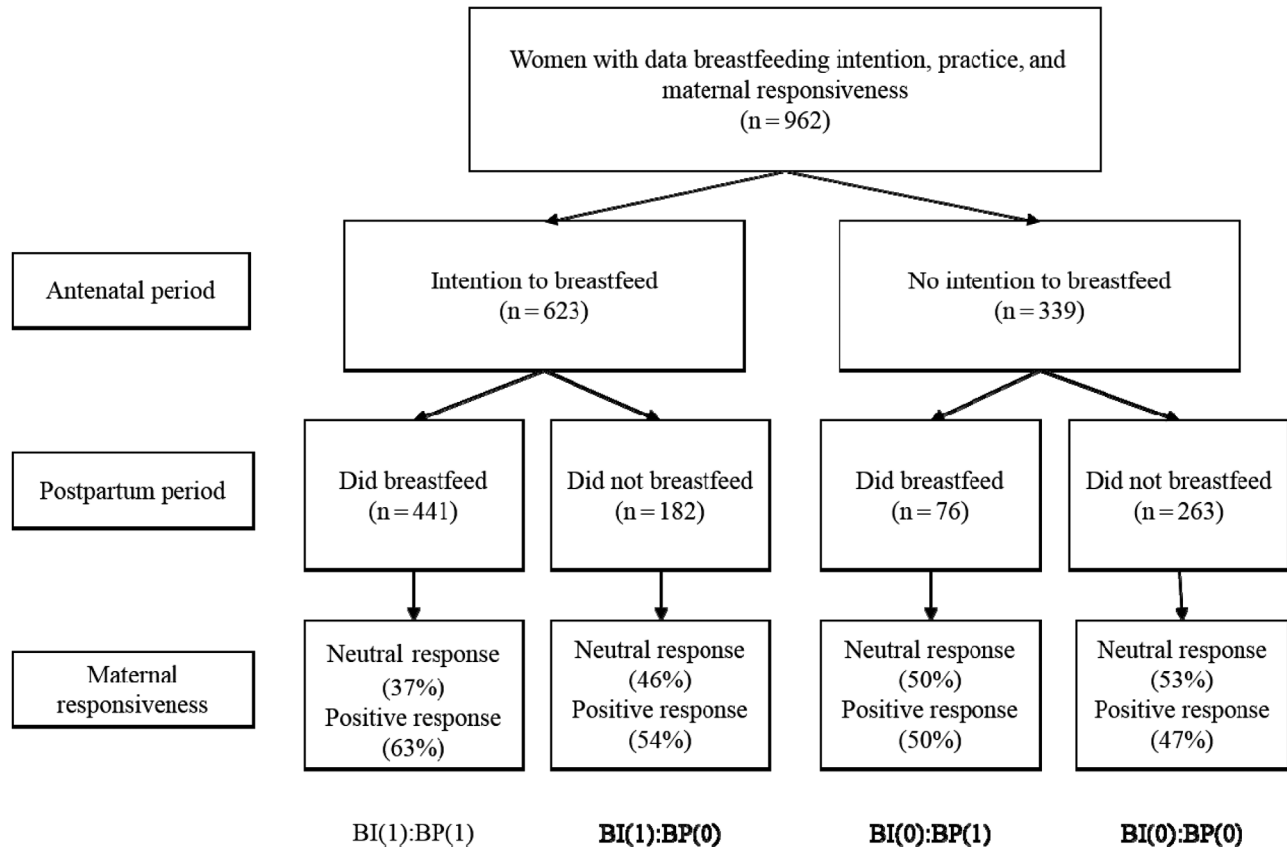 Women with data breastfeeding intention, practice, and
maternal responsiveness
(n = 962)
Antenatal period
Intention to breastfeed
(n = 623)
No intention to breastfeed
(n = 339)
Postpartum period
Did breastfeed
(n = 441)
Did not breastfeed
(n = 182)
Did breastfeed
(n = 76)
Did not breastfeed
(n = 263)
Maternal
responsiveness
Neutral response
(37%)
Positive response
(63%)
Neutral response
(46%)
Positive response
(54%)
Neutral response
(50%)
Positive response
(50%)
Neutral response
(53%)
Positive response
(47%)
BI(1):BP(1)
BI(1):BP(0)
BI(0):BP(1)
BI(0):BP(0)